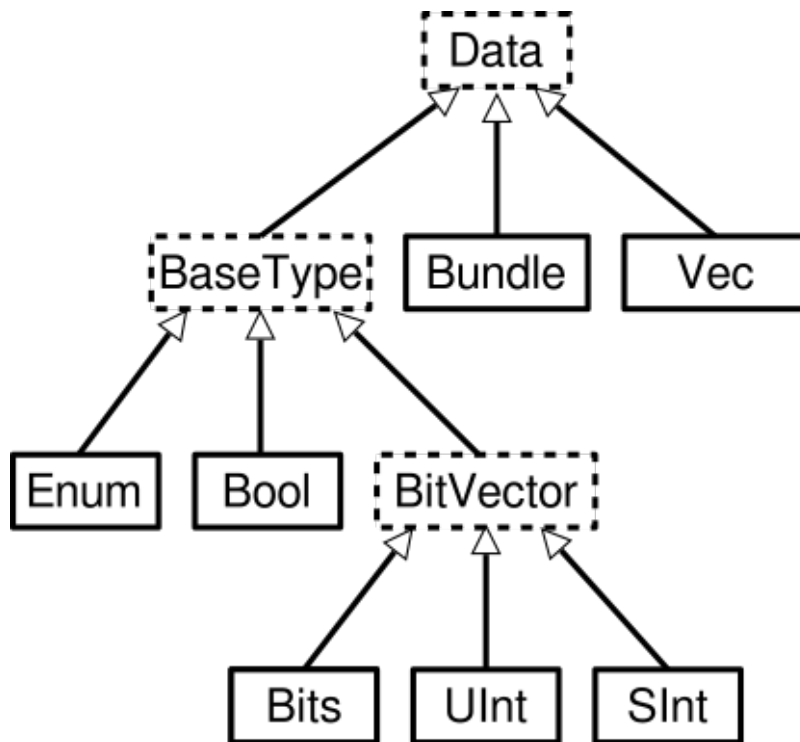 Data
BaseType
Bundle
Vec
Enum
Bool
BitVector
Bits
UInt
SInt